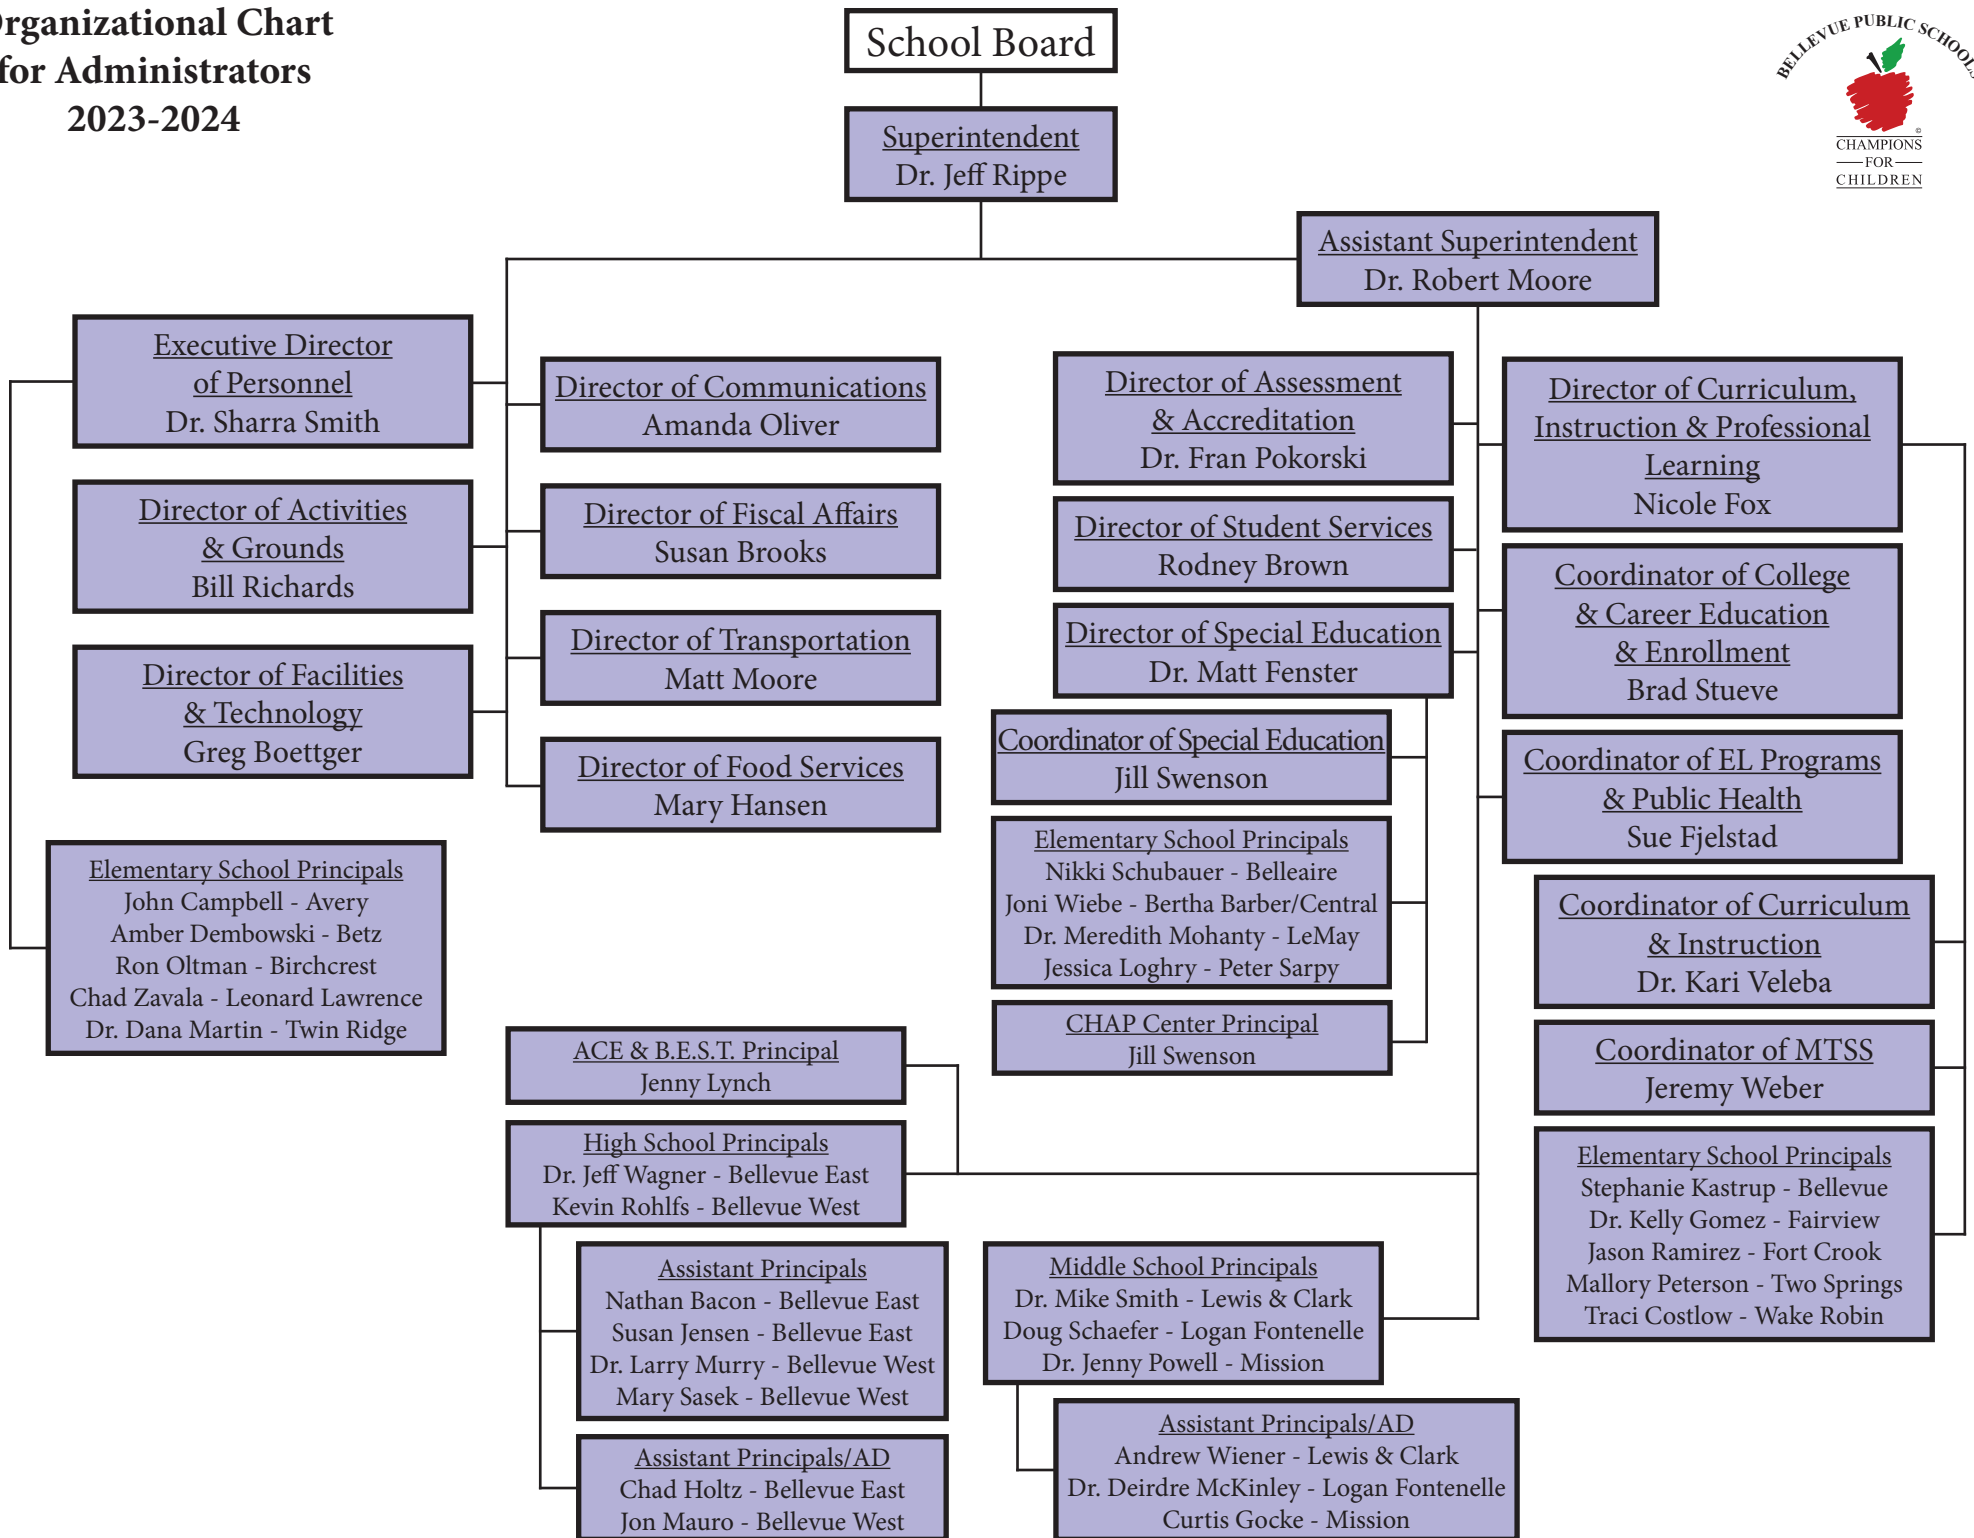 rganizational Chart
for Administrators
2023-2024
School Board
BELLEVUE PUBLIC SCHOOLS
©
CHAMPIONS
FOR
CHILDREN
Superintendent
Dr. Jeff Rippe
Assistant Superintendent
Dr. Robert Moore
Executive Director
of Personnel
Dr. Sharra Smith
Director of Activities
& Grounds
Bill Richards
Director of Facilities
& Technology
Greg Boettger
Elementary School Principals
John Campbell - Avery
Amber Dembowski - Betz
Ron Oltman - Birchcrest
Chad Zavala - Leonard Lawrence
Dr. Dana Martin - Twin Ridge
Director of Communications
Amanda Oliver
Director of Fiscal Affairs
Susan Brooks
Director of Transportation
Matt Moore
Director of Food Services
Mary Hansen
Director of Assessment
& Accreditation
Dr. Fran Pokorski
Director of Student Services
Rodney Brown
Director of Special Education
Dr. Matt Fenster
Coordinator of Special Education
Jill Swenson
Elementary School Principals
Nikki Schubauer - Belleaire
Joni Wiebe - Bertha Barber/Central
Dr. Meredith Mohanty - LeMay
Jessica Loghry - Peter Sarpy
CHAP Center Principal
Jill Swenson
Director of Curriculum,
Instruction & Professional
Learning
Nicole Fox
Coordinator of College
& Career Education
& Enrollment
Brad Stueve
Coordinator of EL Programs
& Public Health
Sue Fjelstad
Coordinator of Curriculum
& Instruction
Dr. Kari Veleba
Coordinator of MTSS
Jeremy Weber
Elementary School Principals
Stephanie Kastrup - Bellevue
Dr. Kelly Gomez - Fairview
Jason Ramirez - Fort Crook
Mallory Peterson - Two Springs
Traci Costlow - Wake Robin
ACE & B.E.S.T. Principal
Jenny Lynch
High School Principals
Dr. Jeff Wagner - Bellevue East
Kevin Rohlfs - Bellevue West
Assistant Principals
Nathan Bacon - Bellevue East
Susan Jensen - Bellevue East
Dr. Larry Murry - Bellevue West
Mary Sasek - Bellevue West
Assistant Principals/AD
Chad Holtz - Bellevue East
Jon Mauro - Bellevue West
Middle School Principals
Dr. Mike Smith - Lewis & Clark
Doug Schaefer - Logan Fontenelle
Dr. Jenny Powell - Mission
Assistant Principals/AD
Andrew Wiener - Lewis & Clark
Dr. Deirdre McKinley - Logan Fontenelle
Curtis Gocke - Mission